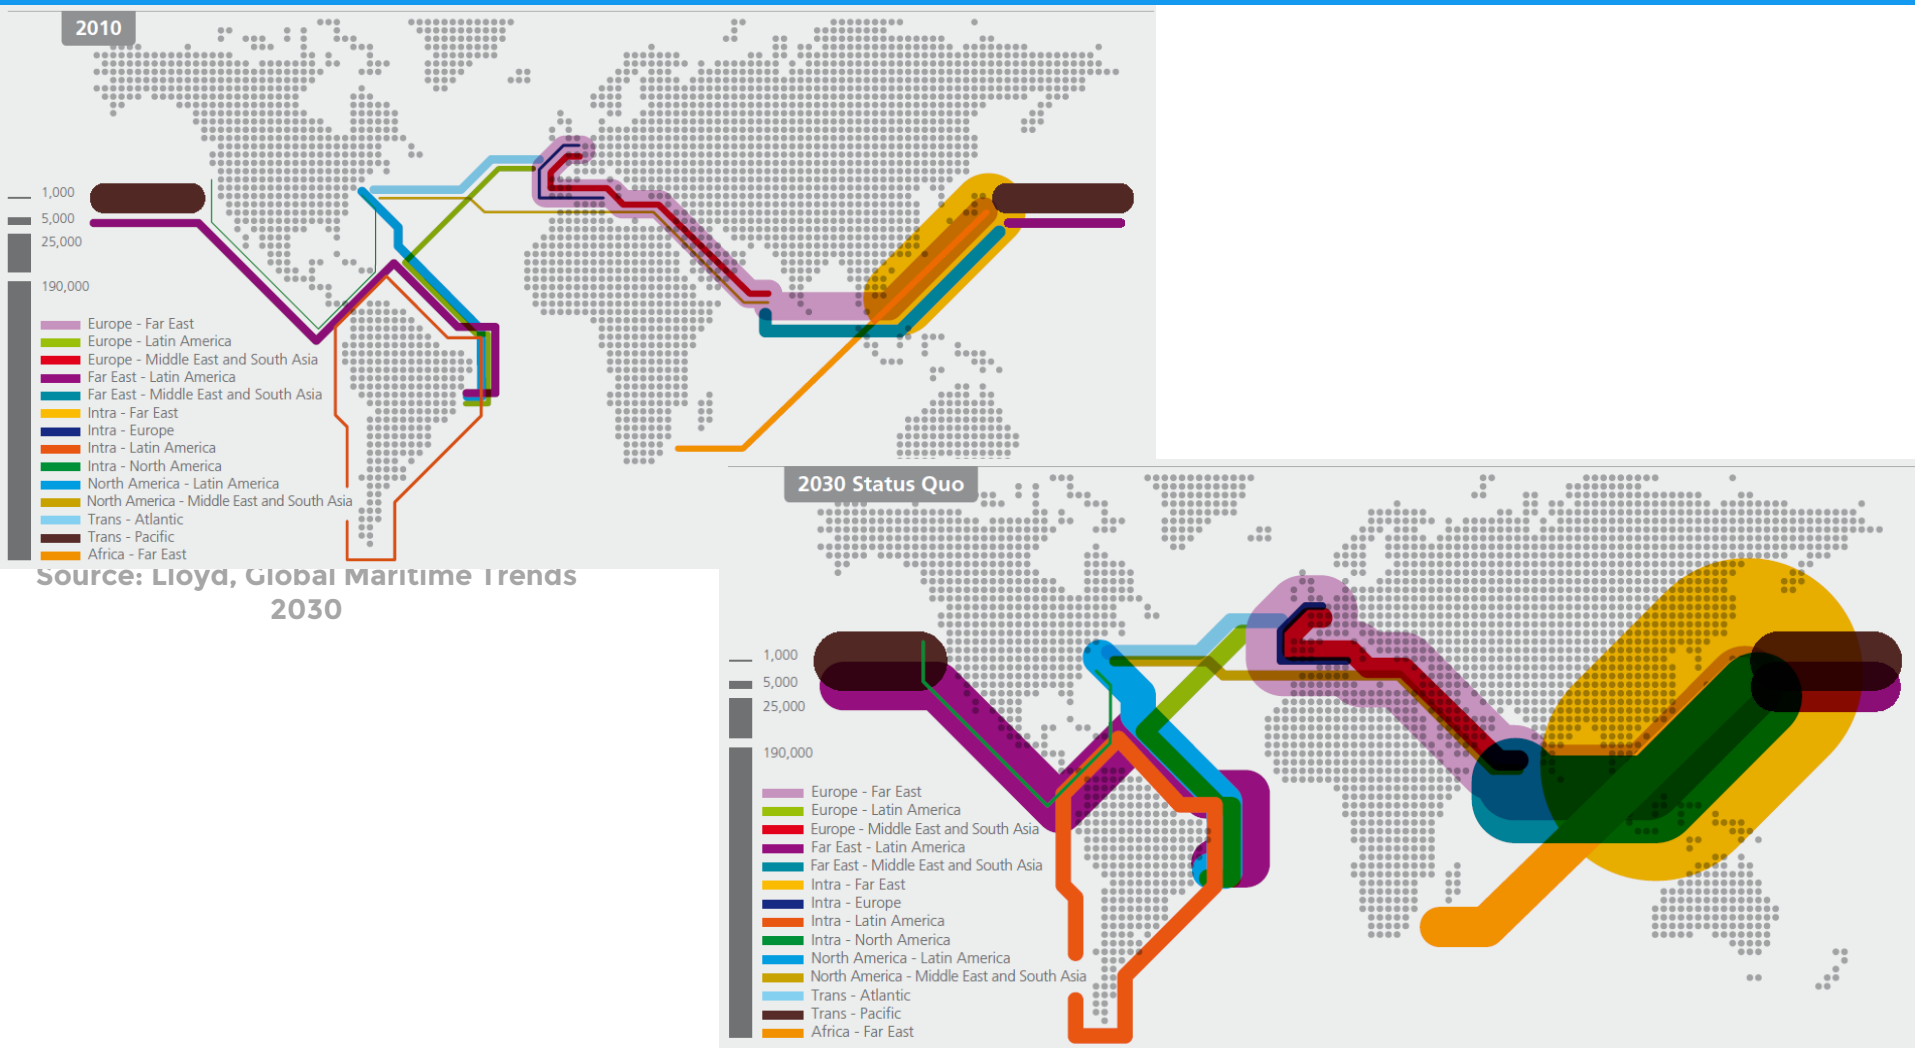 2010
1,000
5,000
25,000
190,000
Europe - Far East
Europe - Latin America
Europe - Middle East and South Asia
Far East - Latin America
Far East - Middle East and South Asia
Intra - Far East
Intra - Europe
Intra - Latin America
Intra - North America
North America - Latin America
North America - Middle East and South Asia
Trans - Atlantic
Trans - Pacific
Africa - Far East
Source: Lloyd, Global Maritime Trends
2030
2030 Status Quo
1,000
5,000
25,000
190,000
Europe - Far East
Europe - Latin America
Europe - Middle East and South Asia
Far East - Latin America
Far East - Middle East and South Asia
Intra - Far East
Intra - Europe
Intra - Latin America
Intra - North America
North America - Latin America
North America - Middle East and South Asia
Trans - Atlantic
Trans - Pacific
Africa - Far East